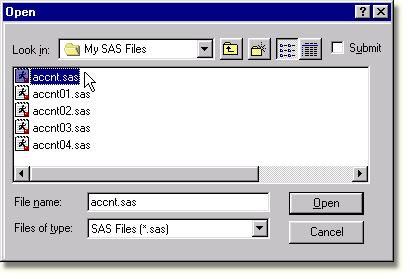 Open
Look in: My SAS Files Submit
accnt.sas
accnt01.sas
accnt02.sas
accnt03.sas
accnt04.sas
File name: accnt.sas Open
Files of type: SAS Files (*.sas) Cancel